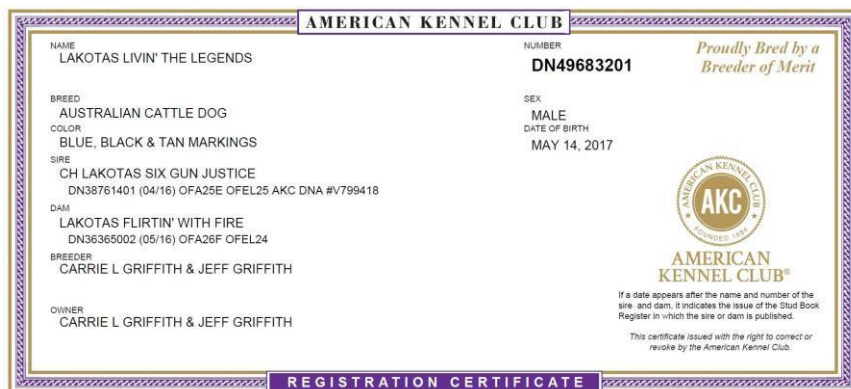 AMERICAN KENNEL CLUB
NAME
LAKOTAS LIVIN' THE LEGENDS
NUMBER
DN49683201
Proudly Bred by a
Breeder of Merit
BREED
AUSTRALIAN CATTLE DOG
SEX
MALE
COLOR
BLUE, BLACK & TAN MARKINGS
DATE OF BIRTH
MAY 14, 2017
SIRE
CH LAKOTAS SIX GUN JUSTICE
DN38761401 (04/16) OFA25E OFEL25 AKC DNA #V799418
DAM
LAKOTAS FLIRTIN' WITH FIRE
DN36365002 (05/16) OFA26F OFEL24
BREEDER
CARRIE L GRIFFITH & JEFF GRIFFITH
OWNER
CARRIE L GRIFFITH & JEFF GRIFFITH
AMERICAN KENNEL CLUB
AKC
FOUNDED 1884
AMERICAN
KENNEL CLUB®
If a date appears after the name and number of the
sire and dam, it indicates the issue of the Stud Book
Register in which the sire or dam is published.
This certificate issued with the right to correct or
revoke by the American Kennel Club.
REGISTRATION CERTIFICATE